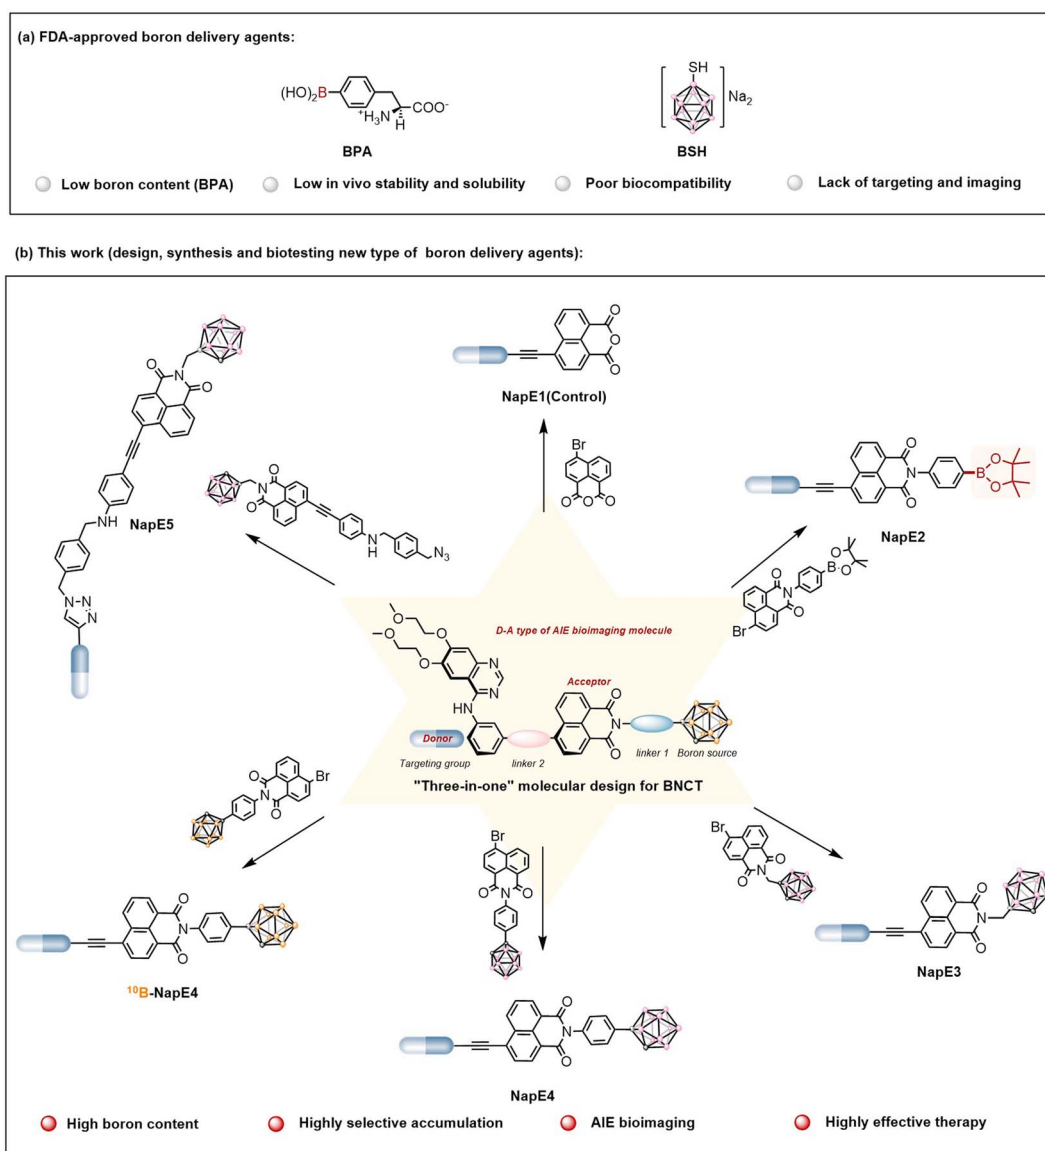 (a) FDA-approved boron delivery agents:
(HO)₂B
⁺H₃N
H
COO⁻
BPA
SH
Na₂
BSH
Low boron content (BPA)
Low in vivo stability and solubility
Poor biocompatibility
Lack of targeting and imaging
(b) This work (design, synthesis and biotesting new type of boron delivery agents):
O
O
O
NapE1(Control)
Br
O
O
O
O
N
O
NH
N
N
N
NapE5
O
N
O
N
H
N₃
O
N
O
B
O
O
NapE2
O
N
O
Br
B
O
O
D-A type of AIE bioimaging molecule
O
O
O
O
N
N
HN
Acceptor
O
N
O
Donor
Targeting group
linker 2
linker 1
Boron source
"Three-in-one" molecular design for BNCT
O
N
O
Br
O
N
O
¹⁰B-NapE4
Br
O
N
O
Br
O
N
O
O
N
O
NapE3
O
N
O
NapE4
High boron content
Highly selective accumulation
AIE bioimaging
Highly effective therapy